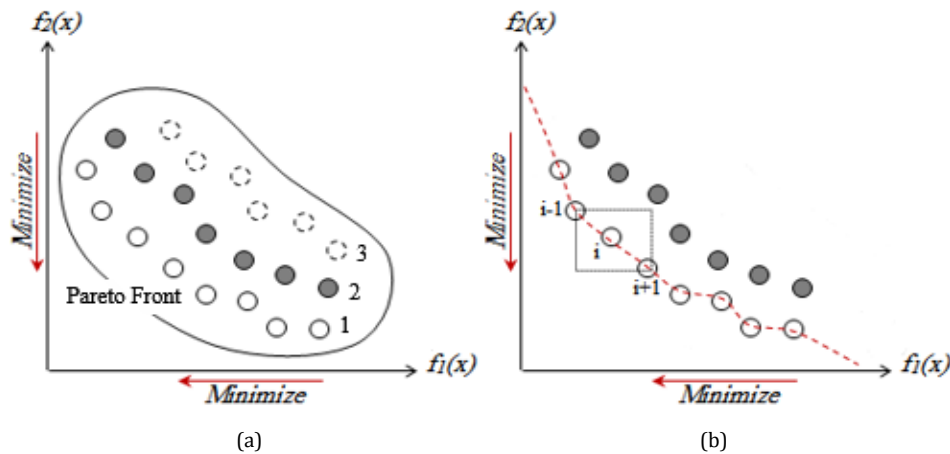 f₂(x)
Minimize
3
2
Pareto Front
1
f₁(x)
Minimize
(a)
f₂(x)
Minimize
i-1
i
i+1
f₁(x)
Minimize
(b)